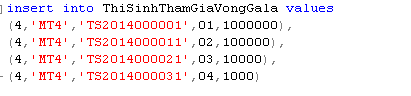 insert into ThiSinhThamGiaVongGala values
(4,'MT4','TS2014000001',01,1000000),
(4,'MT4','TS2014000011',02,100000),
(4,'MT4','TS2014000021',03,10000),
(4,'MT4','TS2014000031',04,1000)